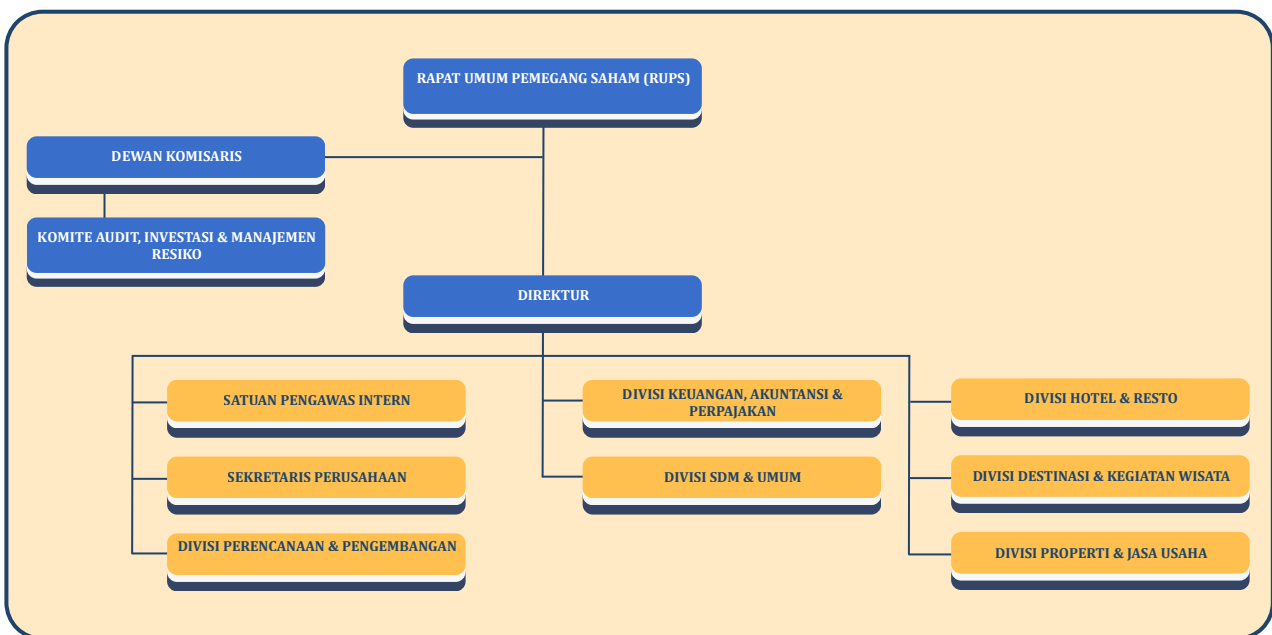 RAPAT UMUM PEMEGANG SAHAM (RUPS)
DEWAN KOMISARIS
KOMITE AUDIT, INVESTASI & MANAJEMEN
RESIKO
DIREKTUR
SATUAN PENGAWAS INTERN
SEKRETARIS PERUSAHAAN
DIVISI PERENCANAAN & PENGEMBANGAN
DIVISI KEUANGAN, AKUNTANSI &
PERPAJAKAN
DIVISI SDM & UMUM
DIVISI HOTEL & RESTO
DIVISI DESTINASI & KEGIATAN WISATA
DIVISI PROPERTI & JASA USAHA